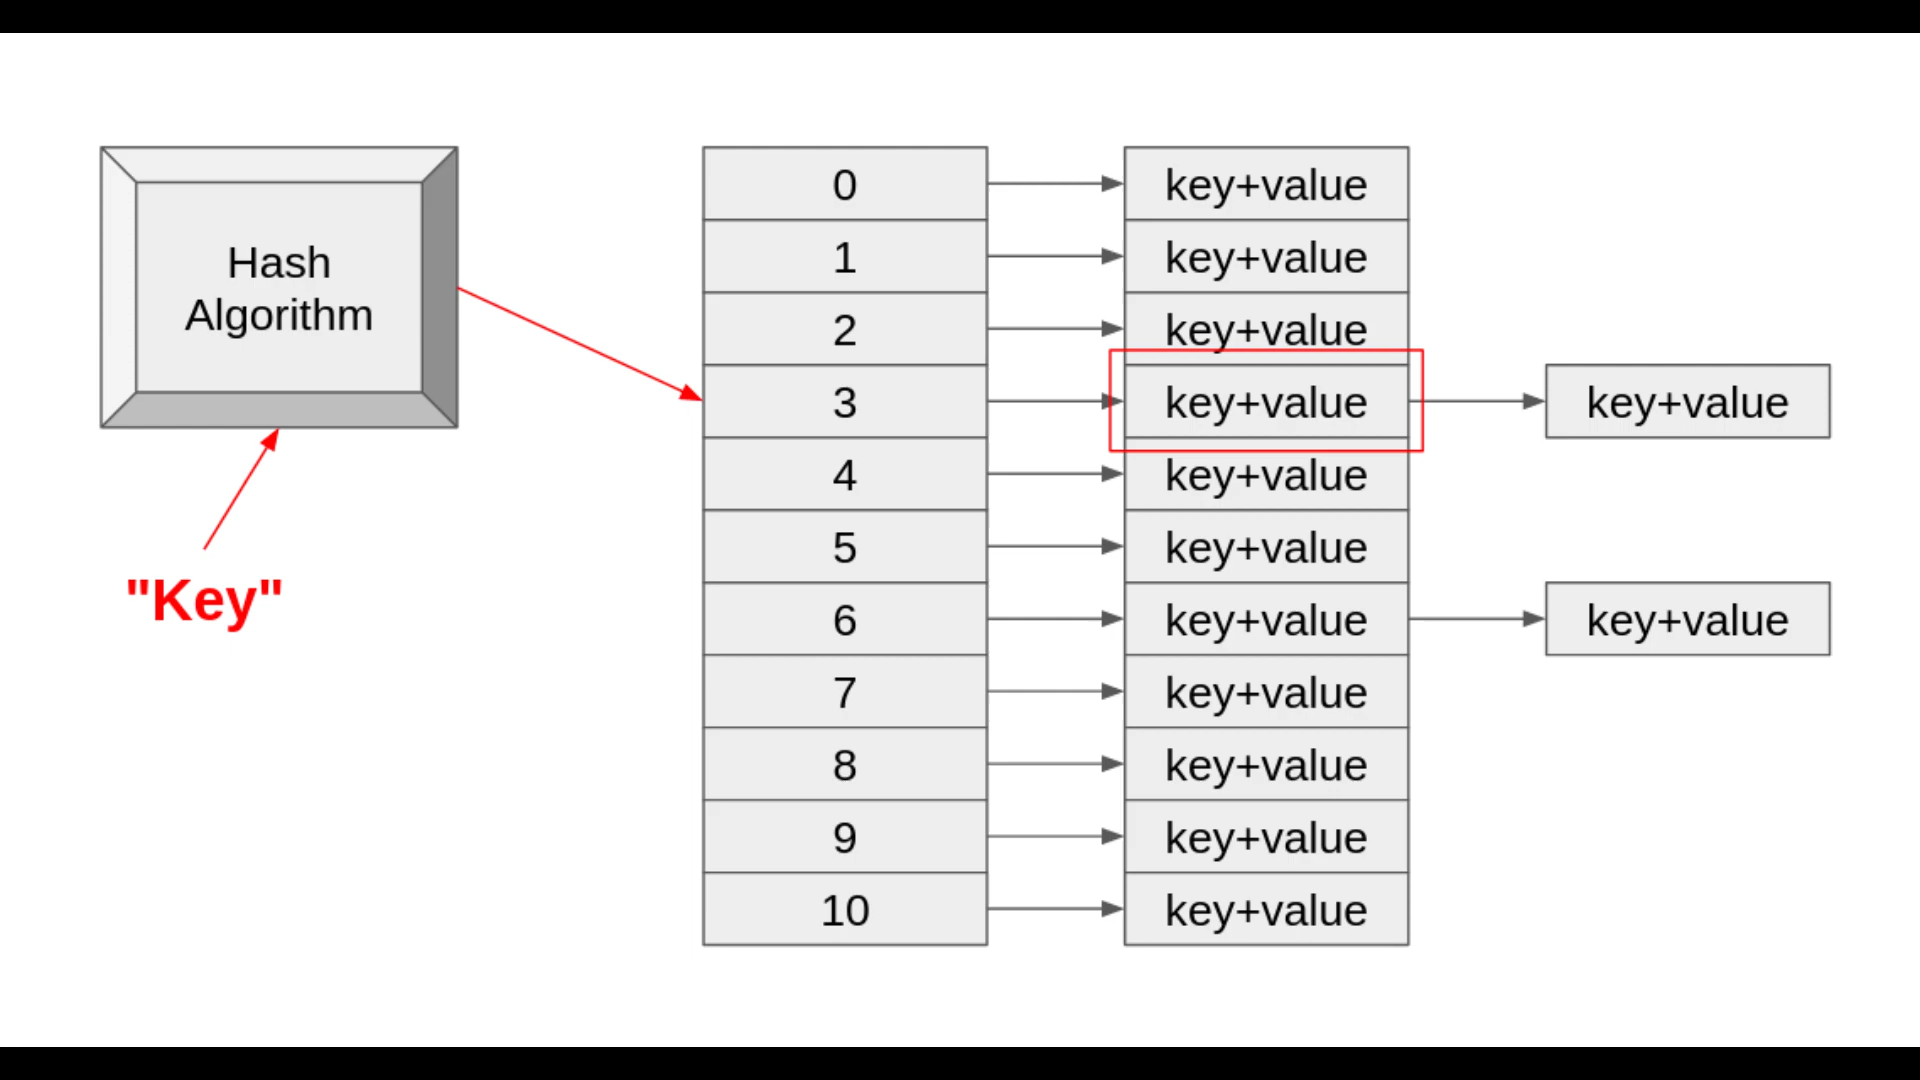 Hash
Algorithm
"Key"
0 key+value
1 key+value
2 key+value
3 key+value key+value
4 key+value
5 key+value
6 key+value key+value
7 key+value
8 key+value
9 key+value
10 key+value